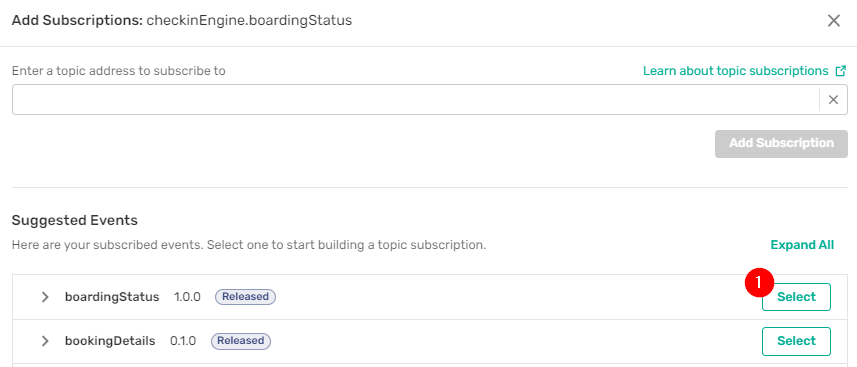 Add Subscriptions: checkinEngine.boardingStatus
Enter a topic address to subscribe to Learn about topic subscriptions
Add Subscription
Suggested Events
Here are your subscribed events. Select one to start building a topic subscription. Expand All
boardingStatus 1.0.0 Released 1 Select
bookingDetails 0.1.0 Released Select